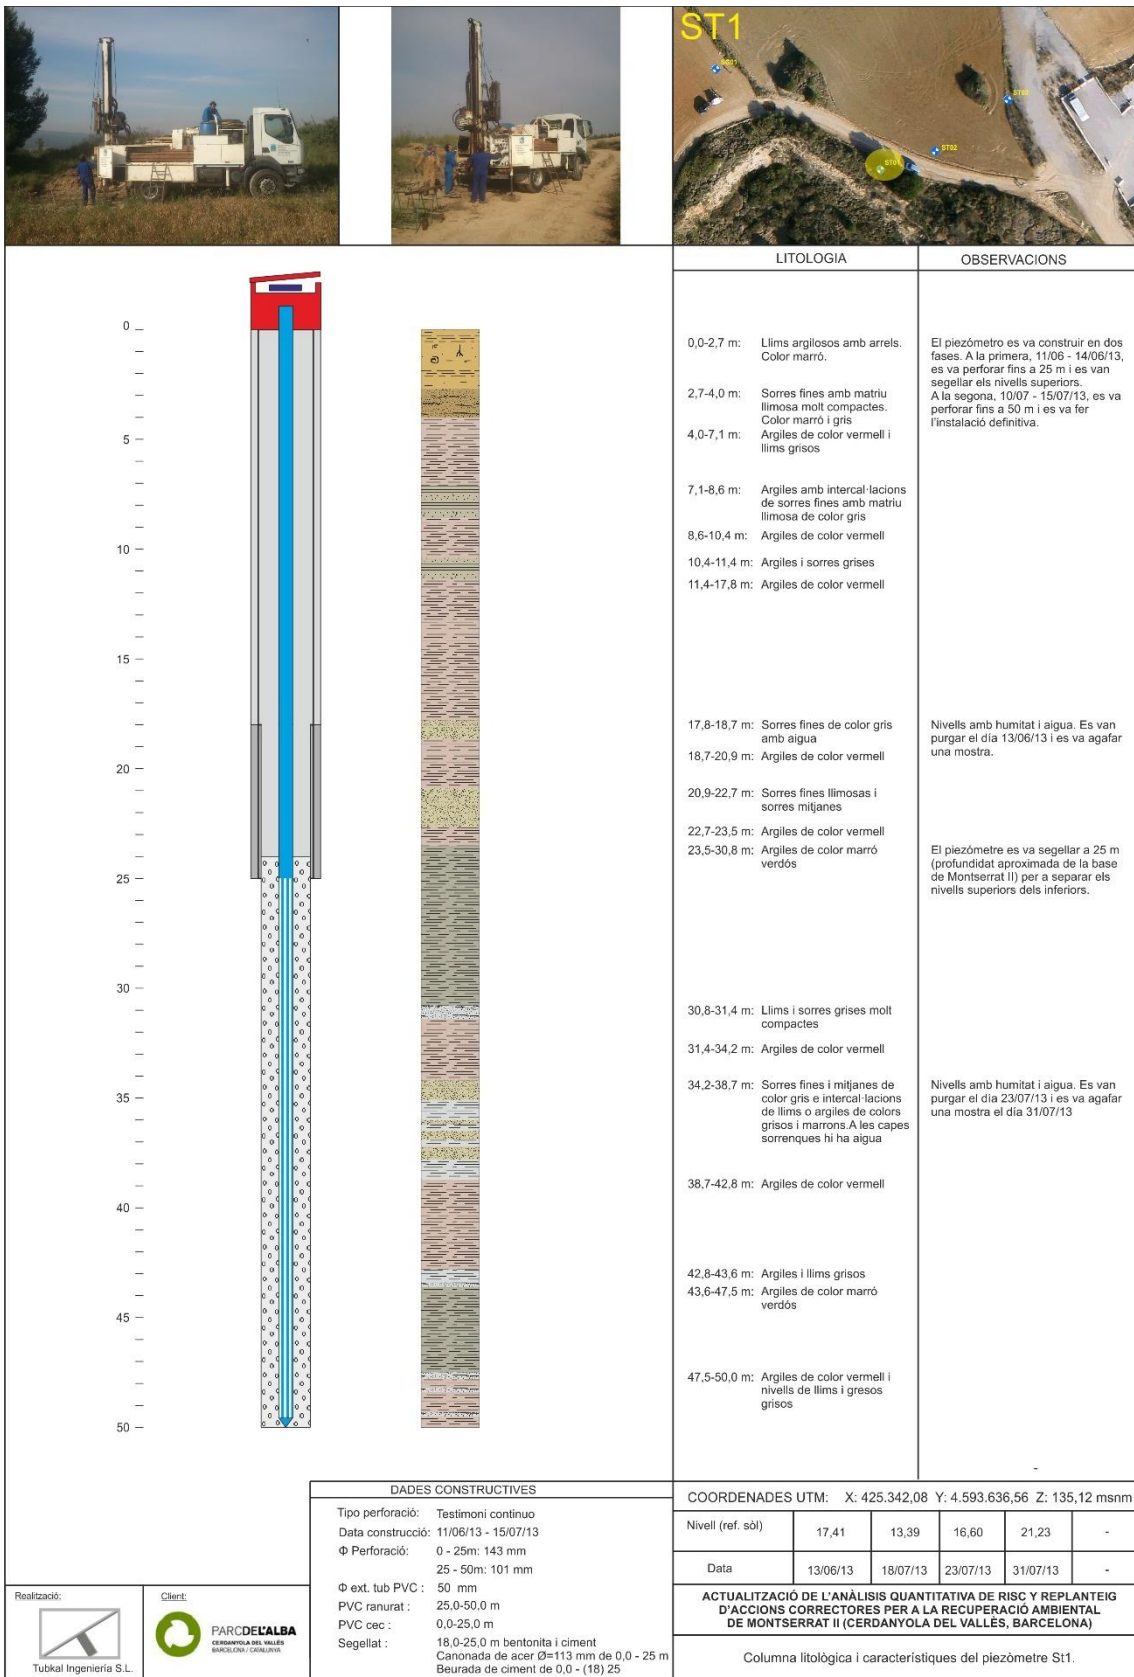 ST1
SG01
ST03
ST02
ST01
LITOLOGIA
OBSERVACIONS
0
5
10
15
20
25
30
35
40
45
50
0,0-2,7 m: Llims argilosos amb arrels.
Color marró.
2,7-4,0 m: Sorres fines amb matriu
llimosa molt compactes.
Color marró i gris
4,0-7,1 m: Argiles de color vermell i
llims grisos
7,1-8,6 m: Argiles amb intercal·lacions
de sorres fines amb matriu
llimosa de color gris
8,6-10,4 m: Argiles de color vermell
10,4-11,4 m: Argiles i sorres grises
11,4-17,8 m: Argiles de color vermell
17,8-18,7 m: Sorres fines de color gris
amb aigua
18,7-20,9 m: Argiles de color vermell
20,9-22,7 m: Sorres fines llimosas i
sorres mitjanes
22,7-23,5 m: Argiles de color vermell
23,5-30,8 m: Argiles de color marró
verdós
30,8-31,4 m: Llims i sorres grises molt
compactes
31,4-34,2 m: Argiles de color vermell
34,2-38,7 m: Sorres fines i mitjanes de
color gris e intercal·lacions
de llims o argiles de colors
grisos i marrons.A les capes
sorrenques hi ha aigua
38,7-42,8 m: Argiles de color vermell
42,8-43,6 m: Argiles i llims grisos
43,6-47,5 m: Argiles de color marró
verdós
47,5-50,0 m: Argiles de color vermell i
nivells de llims i gresos
grisos
El piezómetro es va construir en dos
fases. A la primera, 11/06 - 14/06/13,
es va perforar fins a 25 m i es van
segellar els nivells superiors.
A la segona, 10/07 - 15/07/13, es va
perforar fins a 50 m i es va fer
l'instalació definitiva.
Nivells amb humitat i aigua. Es van
purgar el día 13/06/13 i es va agafar
una mostra.
El piezómetre es va segellar a 25 m
(profundidat aproximada de la base
de Montserrat II) per a separar els
nivells superiors dels inferiors.
Nivells amb humitat i aigua. Es van
purgar el día 23/07/13 i es va agafar
una mostra el día 31/07/13
-
DADES CONSTRUCTIVES
Tipo perforació: Testimoni continuo
Data construcció: 11/06/13 - 15/07/13
Φ Perforació: 0 - 25m: 143 mm
25 - 50m: 101 mm
Φ ext. tub PVC : 50 mm
PVC ranurat : 25,0-50,0 m
PVC cec : 0,0-25,0 m
Segellat : 18,0-25,0 m bentonita i ciment
Canonada de acer Ø=113 mm de 0,0 - 25 m
Beurada de ciment de 0,0 - (18) 25
COORDENADES UTM: X: 425.342,08 Y: 4.593.636,56 Z: 135,12 msnm
Nivell (ref. sòl) 17,41 13,39 16,60 21,23 -
Data 13/06/13 18/07/13 23/07/13 31/07/13 -
ACTUALITZACIÓ DE L'ANÀLISIS QUANTITATIVA DE RISC Y REPLANTEIG
D'ACCIONS CORRECTORES PER A LA RECUPERACIÓ AMBIENTAL
DE MONTSERRAT II (CERDANYOLA DEL VALLÉS, BARCELONA)
Columna litològica i característiques del piezòmetre St1.
Realització:
Tubkal Ingeniería S.L.
Client:
PARCDEL'ALBA
CERDANYOLA DEL VALLÈS
BARCELONA / CATALUNYA